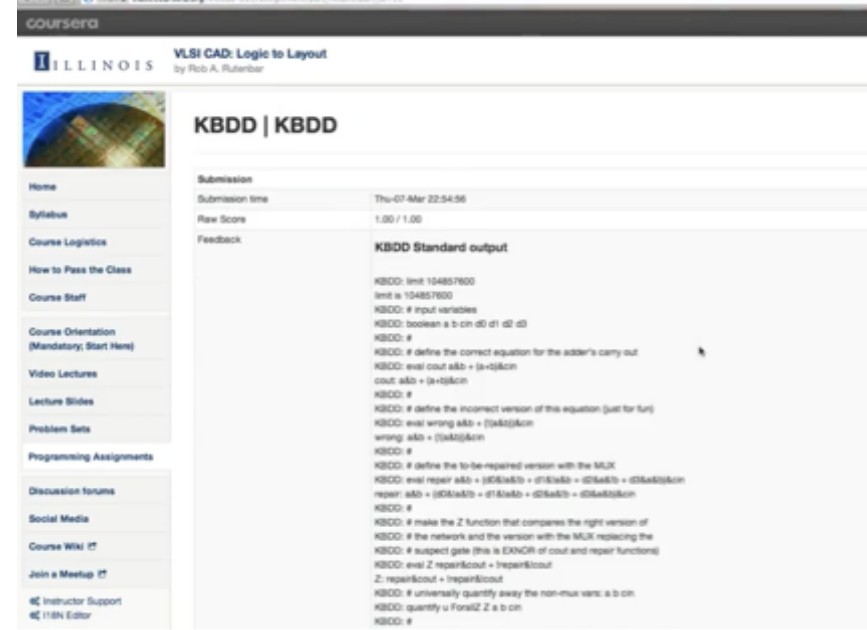 coursera
ILLINOIS
VLSI CAD: Logic to Layout
by Rob A. Rutenbar
KBDD | KBDD
Home
Syllabus
Course Logistics
How to Pass the Class
Course Staff
Course Orientation
(Mandatory; Start Here)
Video Lectures
Lecture Slides
Problem Sets
Programming Assignments
Discussion forums
Social Media
Course Wiki
Join a Meetup
Instructor Support
I18N Editor
Submission
Submission time Thu-07-Mar 22:54:56
Raw Score 1.00 / 1.00
Feedback
KBDD Standard output
KBDD: limit 104857600
limit is 104857600
KBDD: # input variables
KBDD: boolean a b cin d0 d1 d2 d3
KBDD: #
KBDD: # define the correct equation for the adder's carry out
KBDD: eval cout a&b + (a+b)&cin
cout: a&b + (a+b)&cin
KBDD: #
KBDD: # define the incorrect version of this equation (just for fun)
KBDD: eval wrong a&b + (!(a&b))&cin
wrong: a&b + (!(a&b))&cin
KBDD: #
KBDD: # define the to-be-repaired version with the MUX
KBDD: eval repair a&b + (d0&!a&!b + d1&!a&b + d2&a&!b + d3&a&b)&cin
repair: a&b + (d0&!a&!b + d1&!a&b + d2&a&!b + d3&a&b)&cin
KBDD: #
KBDD: # make the Z function that compares the right version of
KBDD: # the network and the version with the MUX replacing the
KBDD: # suspect gate (this is EXNOR of cout and repair functions)
KBDD: eval Z repair&cout + !repair&!cout
Z: repair&cout + !repair&!cout
KBDD: # universally quantify away the non-mux vars: a b cin
KBDD: quantify u ForallZ Z a b cin
KBDD: #